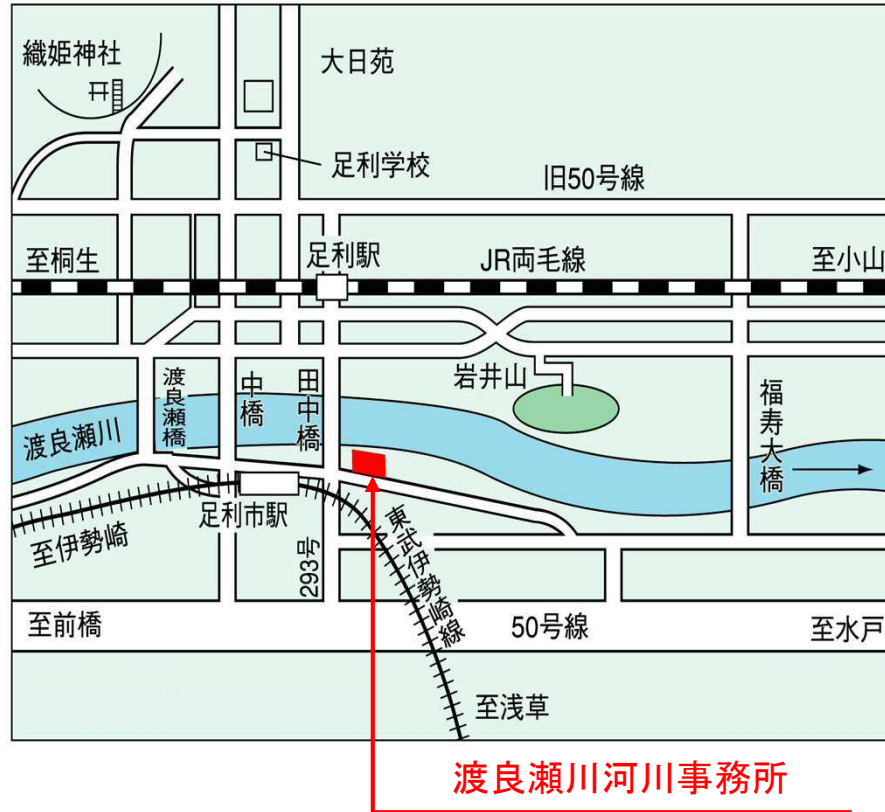 織姫神社
大日苑
足利学校
旧50号線
至桐生
足利駅
JR両毛線
至小山
岩井山
渡良瀬橋
中橋
田中橋
福寿大橋
渡良瀬川
足利市駅
至伊勢崎
293号
東武伊勢崎線
至前橋
50号線
至水戸
至浅草
渡良瀬川河川事務所